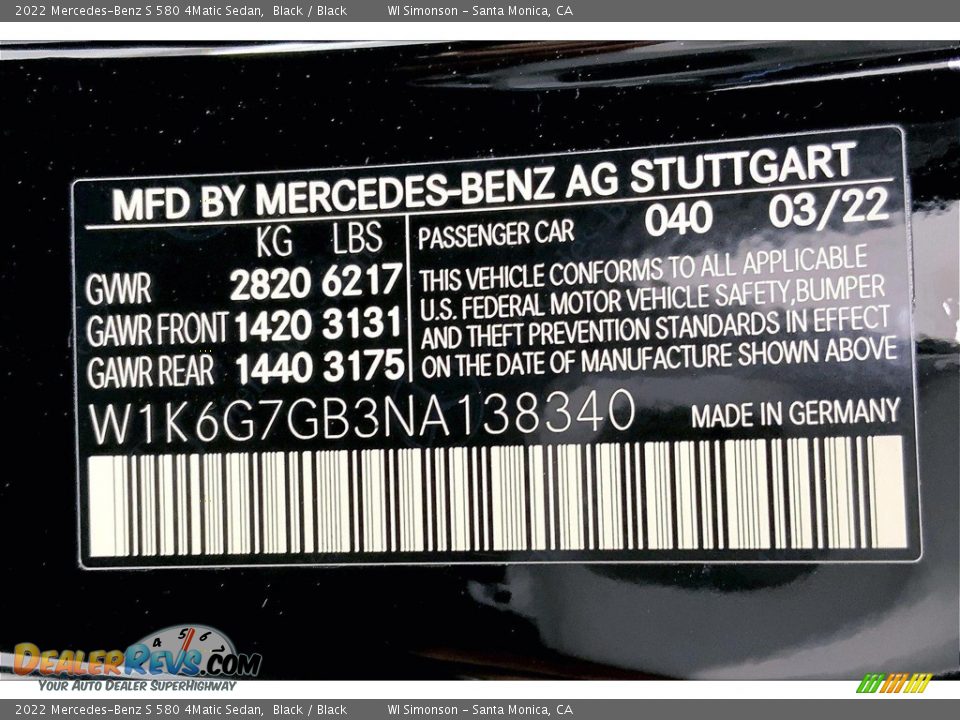 2022 Mercedes-Benz S 580 4Matic Sedan, Black / Black WI Simonson - Santa Monica, CA
MFD BY MERCEDES-BENZ AG STUTTGART
KG LBS PASSENGER CAR 040 03/22
GVWR 2820 6217
GAWR FRONT 1420 3131
GAWR REAR 1440 3175
THIS VEHICLE CONFORMS TO ALL APPLICABLE
U.S. FEDERAL MOTOR VEHICLE SAFETY,BUMPER
AND THEFT PREVENTION STANDARDS IN EFFECT
ON THE DATE OF MANUFACTURE SHOWN ABOVE
W1K6G7GB3NA138340 MADE IN GERMANY
4 5 6
DEALERREVS.COM
YOUR AUTO DEALER SUPERHIGHWAY
2022 Mercedes-Benz S 580 4Matic Sedan, Black / Black WI Simonson - Santa Monica, CA